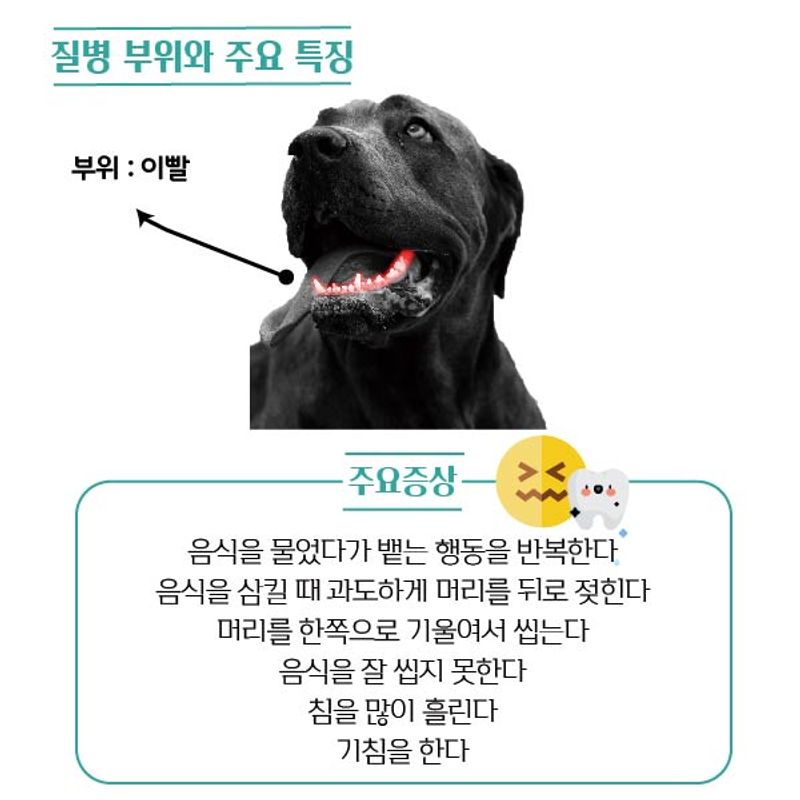 질병 부위와 주요 특징
부위 : 이빨
주요증상
음식을 물었다가 뱉는 행동을 반복한다
음식을 삼킬 때 과도하게 머리를 뒤로 젖힌다
머리를 한쪽으로 기울여서 씹는다
음식을 잘 씹지 못한다
침을 많이 흘린다
기침을 한다